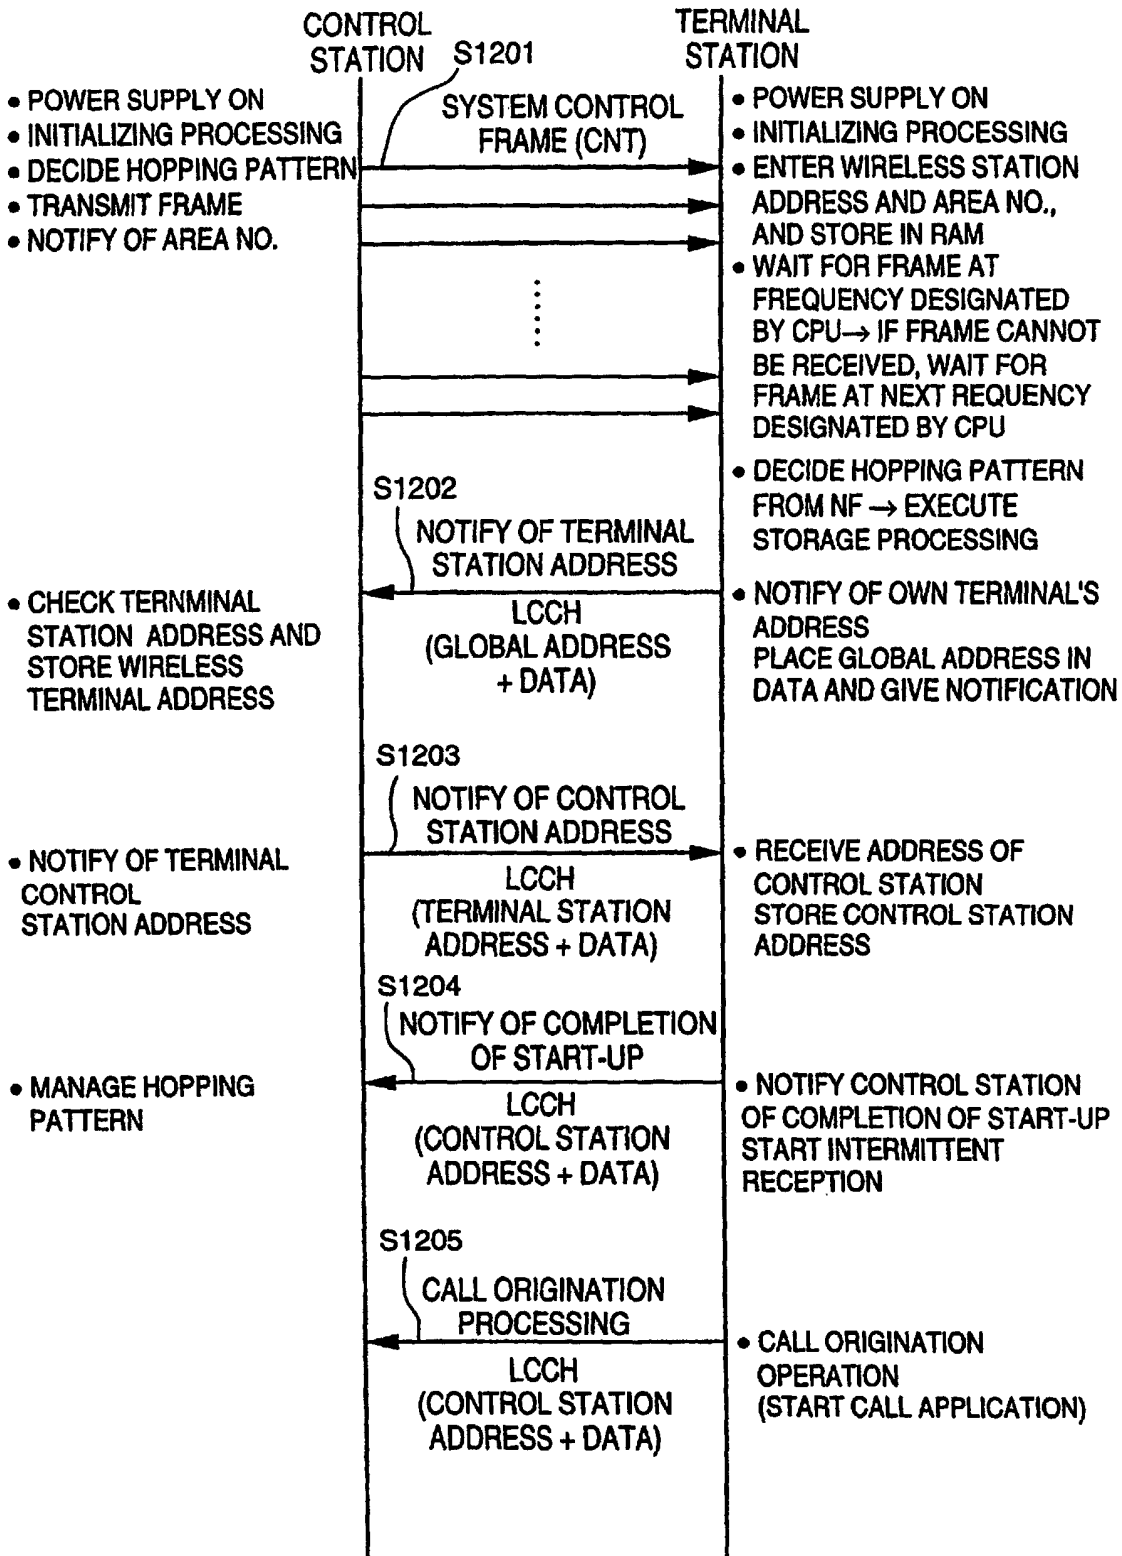 CONTROL
STATION
TERMINAL
STATION
S1201
SYSTEM CONTROL
FRAME (CNT)
• POWER SUPPLY ON
• INITIALIZING PROCESSING
• DECIDE HOPPING PATTERN
• TRANSMIT FRAME
• NOTIFY OF AREA NO.
• POWER SUPPLY ON
• INITIALIZING PROCESSING
• ENTER WIRELESS STATION
ADDRESS AND AREA NO.,
AND STORE IN RAM
• WAIT FOR FRAME AT
FREQUENCY DESIGNATED
BY CPU→ IF FRAME CANNOT
BE RECEIVED, WAIT FOR
FRAME AT NEXT REQUENCY
DESIGNATED BY CPU
• DECIDE HOPPING PATTERN
FROM NF → EXECUTE
STORAGE PROCESSING
S1202
NOTIFY OF TERMINAL
STATION ADDRESS
LCCH
(GLOBAL ADDRESS
+ DATA)
• CHECK TERNMINAL
STATION ADDRESS AND
STORE WIRELESS
TERMINAL ADDRESS
• NOTIFY OF OWN TERMINAL'S
ADDRESS
PLACE GLOBAL ADDRESS IN
DATA AND GIVE NOTIFICATION
S1203
NOTIFY OF CONTROL
STATION ADDRESS
LCCH
(TERMINAL STATION
ADDRESS + DATA)
• NOTIFY OF TERMINAL
CONTROL
STATION ADDRESS
• RECEIVE ADDRESS OF
CONTROL STATION
STORE CONTROL STATION
ADDRESS
S1204
NOTIFY OF COMPLETION
OF START-UP
LCCH
(CONTROL STATION
ADDRESS + DATA)
• MANAGE HOPPING
PATTERN
• NOTIFY CONTROL STATION
OF COMPLETION OF START-UP
START INTERMITTENT
RECEPTION
S1205
CALL ORIGINATION
PROCESSING
LCCH
(CONTROL STATION
ADDRESS + DATA)
• CALL ORIGINATION
OPERATION
(START CALL APPLICATION)